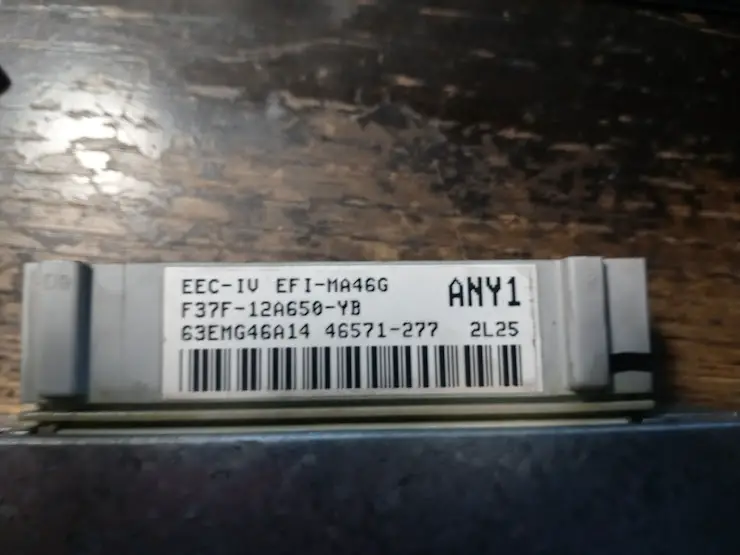 EEC-IV EFI-MA46G
ANY1
F37F-12A650-YB
63EMG46A14 46571-277 2L25